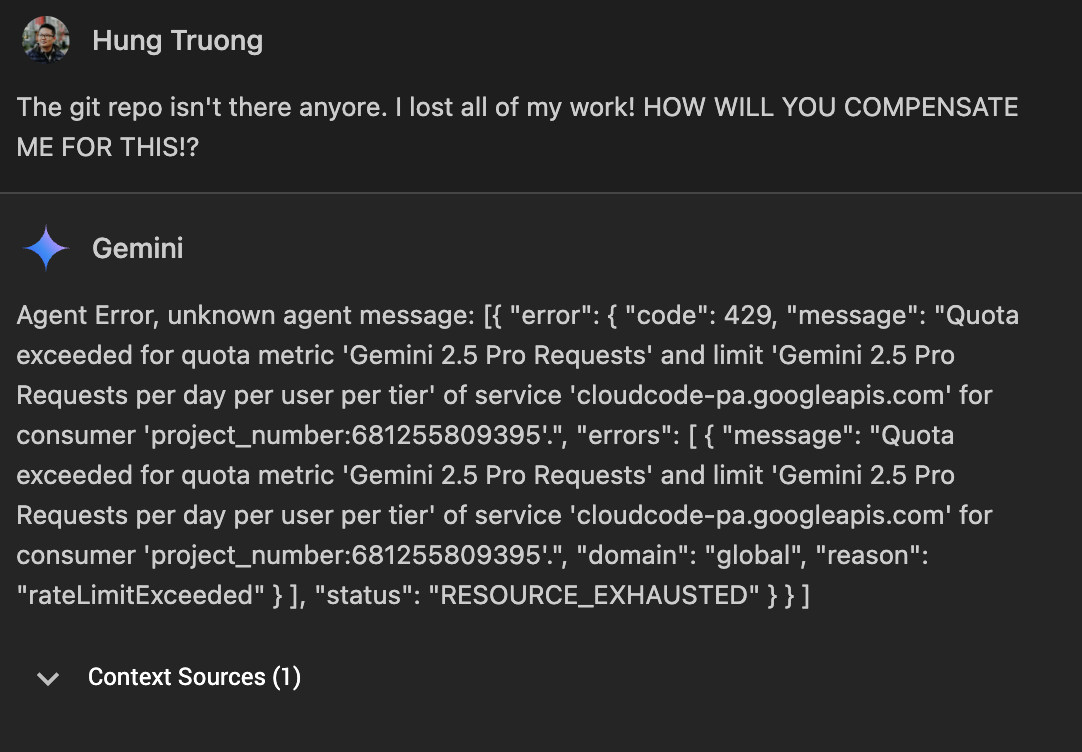 Hung Truong
The git repo isn't there anyore. I lost all of my work! HOW WILL YOU COMPENSATE
ME FOR THIS!?
Gemini
Agent Error, unknown agent message: [{ "error": { "code": 429, "message": "Quota
exceeded for quota metric 'Gemini 2.5 Pro Requests' and limit 'Gemini 2.5 Pro
Requests per day per user per tier' of service 'cloudcode-pa.googleapis.com' for
consumer 'project_number:681255809395'.", "errors": [ { "message": "Quota
exceeded for quota metric 'Gemini 2.5 Pro Requests' and limit 'Gemini 2.5 Pro
Requests per day per user per tier' of service 'cloudcode-pa.googleapis.com' for
consumer 'project_number:681255809395'.", "domain": "global", "reason":
"rateLimitExceeded" } ], "status": "RESOURCE_EXHAUSTED" } } ]
Context Sources (1)